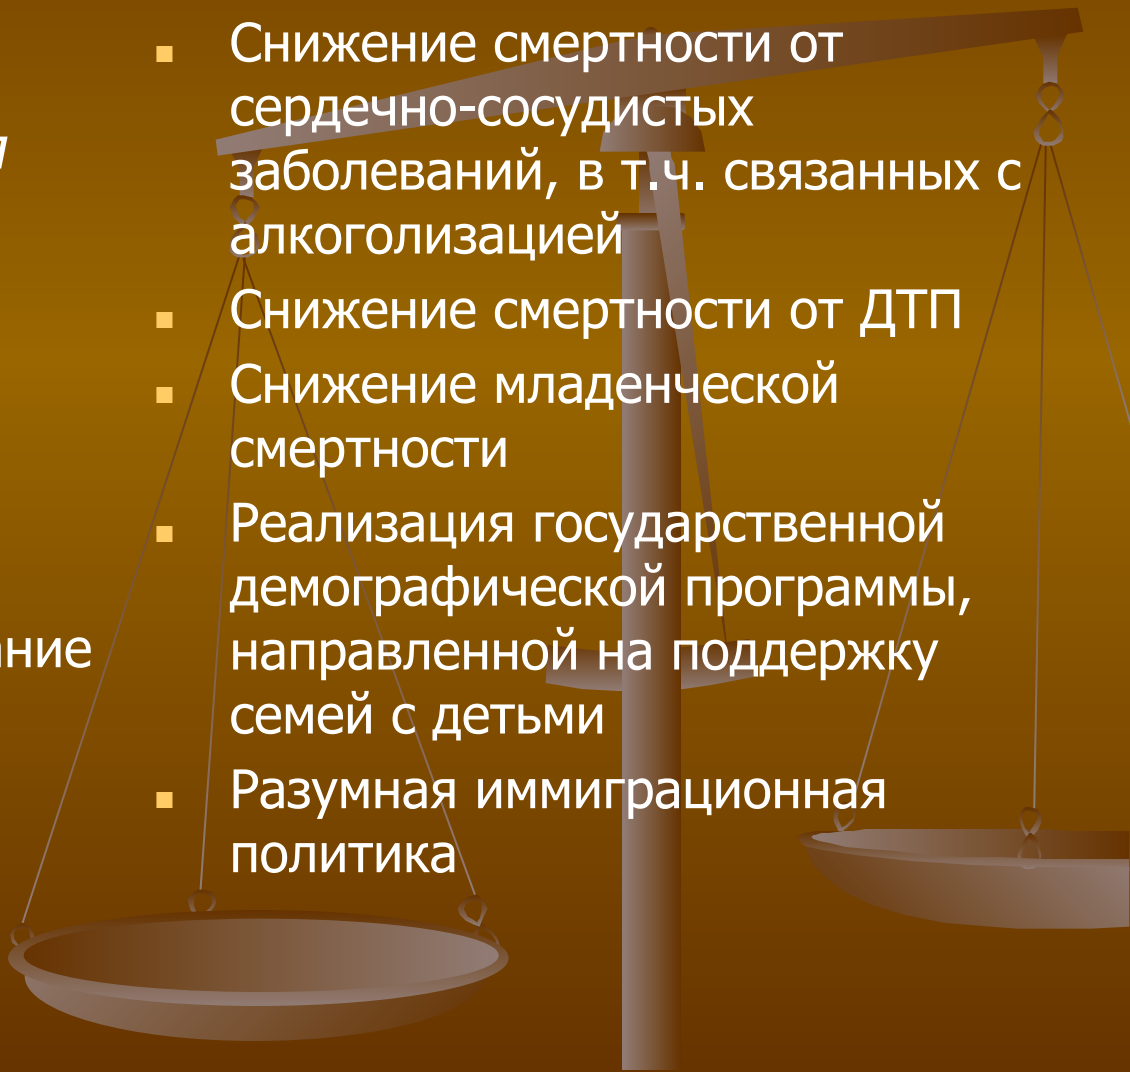 Снижение смертности от
сердечно-сосудистых
заболеваний, в т.ч. связанных с
алкоголизацией
Снижение смертности от ДТП
Снижение младенческой
смертности
Реализация государственной
демографической программы,
направленной на поддержку
семей с детьми
Разумная иммиграционная
политика